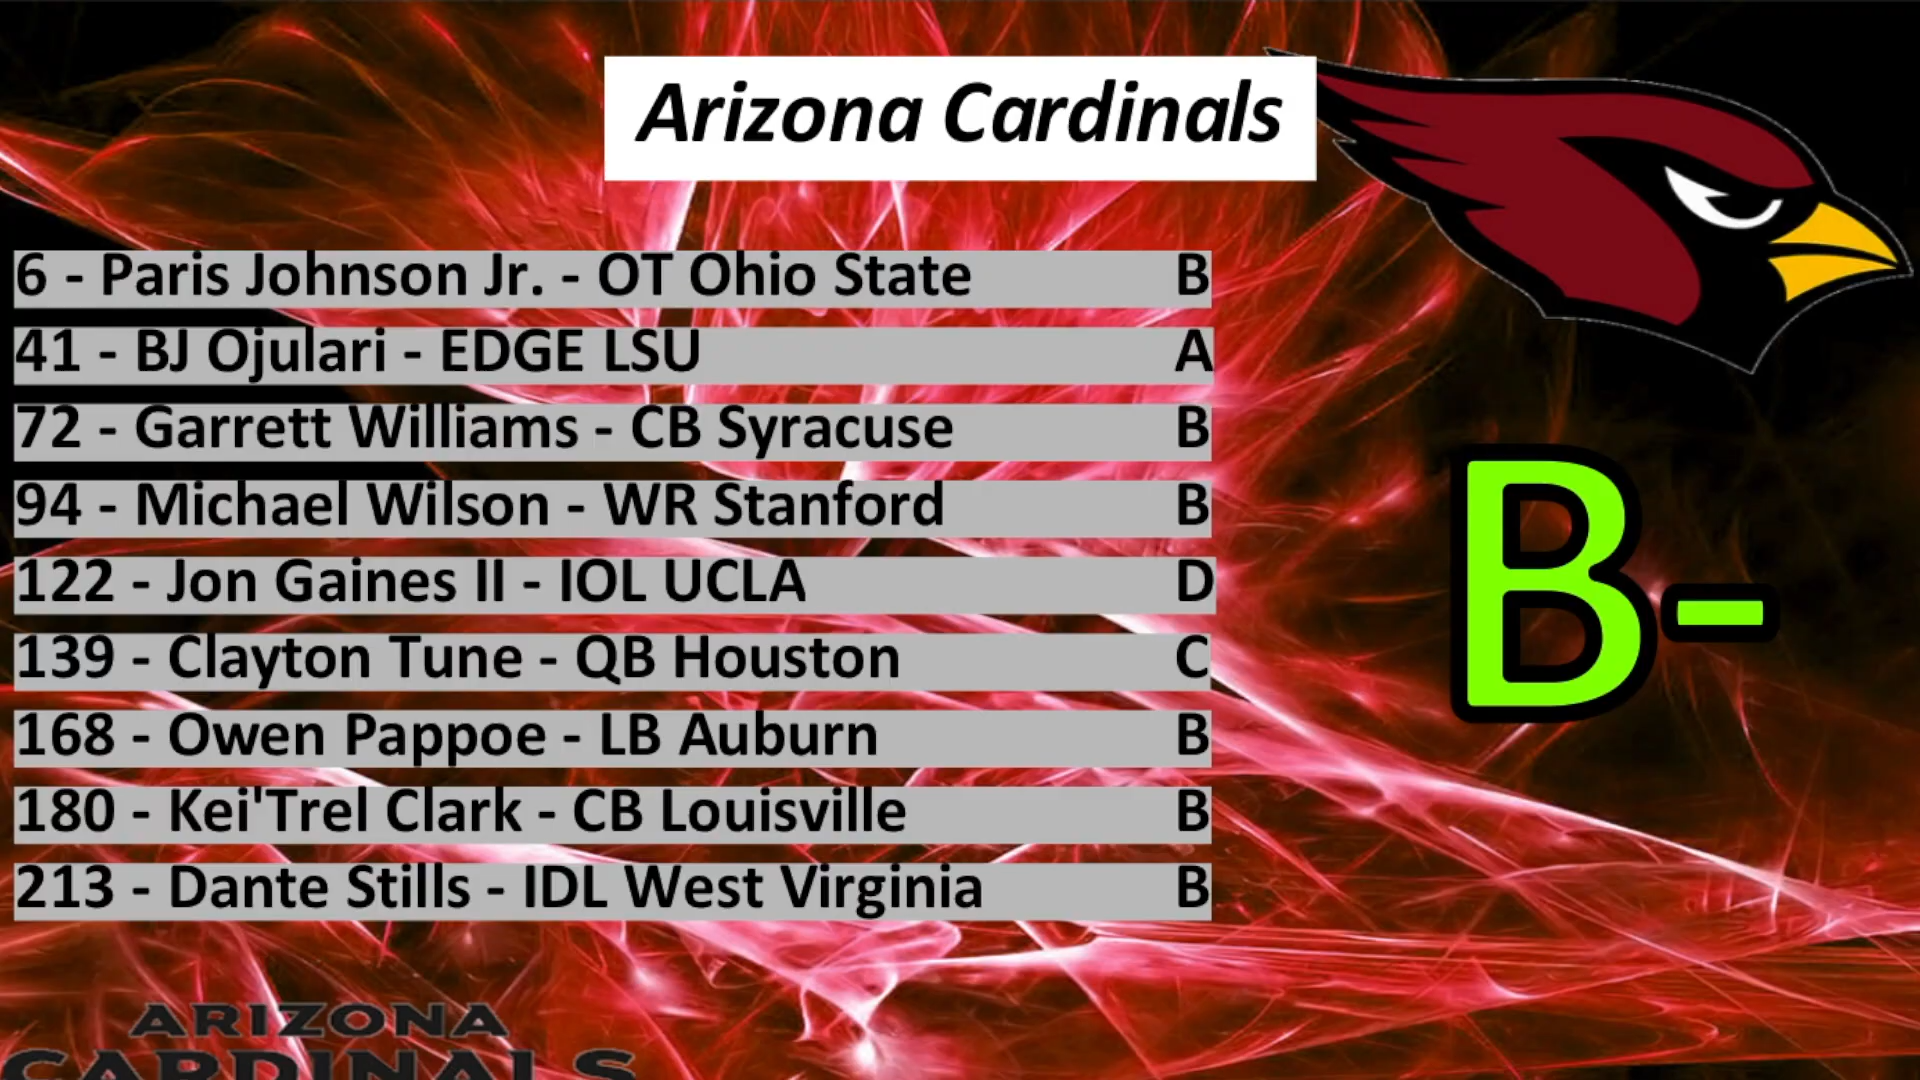 Arizona Cardinals
6 - Paris Johnson Jr. - OT Ohio State B
41 - BJ Ojulari - EDGE LSU A
72 - Garrett Williams - CB Syracuse B
94 - Michael Wilson - WR Stanford B
122 - Jon Gaines II - IOL UCLA D
139 - Clayton Tune - QB Houston C
168 - Owen Pappoe - LB Auburn B
180 - Kei'Trel Clark - CB Louisville B
213 - Dante Stills - IDL West Virginia B
B-
ARIZONA
CARDINALS